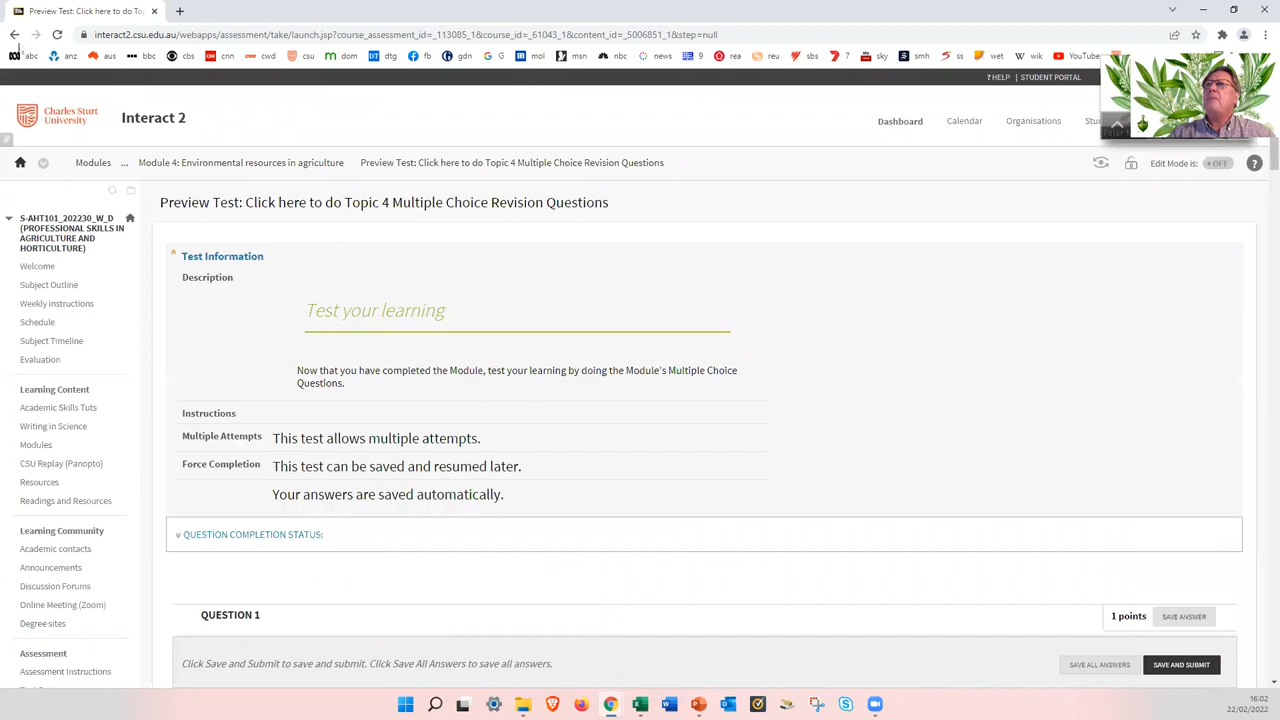 Preview Test: Click here to do To
interact2.csu.edu.au/webapps/assessment/take/launch.jsp?course_assessment_id=_113085_1&course_id=_61043_1&content_id=_5006851_1&step=null
abc anz aus bbc cbs cnn cwd csu dom dtg fb gdn G mol msn nbc news 9 rea r sbs 7 sky ss smh wet wik YouTube
? HELP | STUDENT PORTAL
Charles Sturt University
Interact 2
Dashboard Calendar Organisations
Modules ... Module 4: Environmental resources in agriculture Preview Test: Click here to do Topic 4 Multiple Choice Revision Questions
Edit Mode is: • OFF ?
Preview Test: Click here to do Topic 4 Multiple Choice Revision Questions
S-AHT101_202230_W_D
(PROFESSIONAL SKILLS IN
AGRICULTURE AND
HORTICULTURE)
Welcome
Subject Outline
Weekly instructions
Schedule
Subject Timeline
Evaluation
Learning Content
Academic Skills Tuts
Writing in Science
Modules
CSU Replay (Panopto)
Resources
Readings and Resources
Learning Community
Academic contacts
Announcements
Discussion Forums
Online Meeting (Zoom)
Degree sites
Assessment
Assessment Instructions
Test Information
Description
Test your learning
Now that you have completed the Module, test your learning by doing the Module's Multiple Choice
Questions.
Instructions
Multiple Attempts This test allows multiple attempts.
Force Completion This test can be saved and resumed later.
Your answers are saved automatically.
QUESTION COMPLETION STATUS:
QUESTION 1
1 points SAVE ANSWER
Click Save and Submit to save and submit. Click Save All Answers to save all answers.
SAVE ALL ANSWERS SAVE AND SUBMIT
16:02
22/02/2022